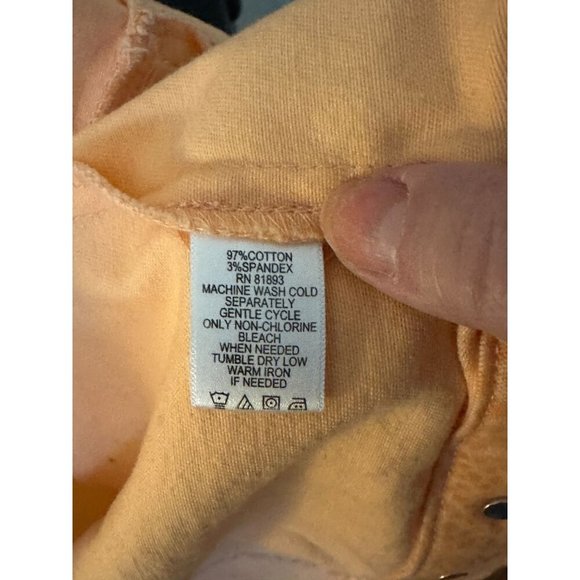 97%COTTON
3%SPANDEX
RN 81893
MACHINE WASH COLD
SEPARATELY
GENTLE CYCLE
ONLY NON-CHLORINE
BLEACH
WHEN NEEDED
TUMBLE DRY LOW
WARM IRON
IF NEEDED